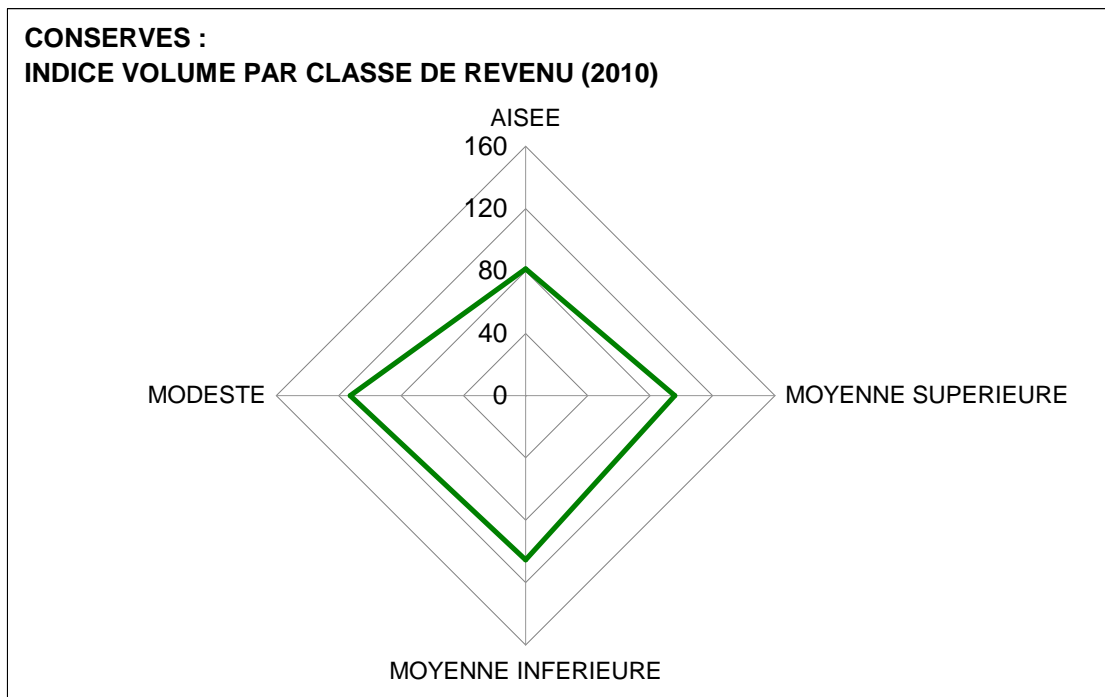 CONSERVES :
INDICE VOLUME PAR CLASSE DE REVENU (2010)
AISEE
160
120
80
40
0
MODESTE
MOYENNE SUPERIEURE
MOYENNE INFERIEURE